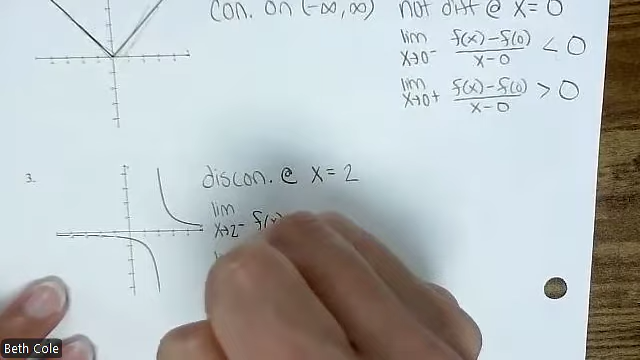 con. on (-∞, ∞) not diff @ x = 0
lim x→0⁻ f(x)-f(0) / x-0 < 0
lim x→0⁺ f(x)-f(0) / x-0 > 0
3.
discon. @ x = 2
lim x→2⁻ f(x)
Beth Cole